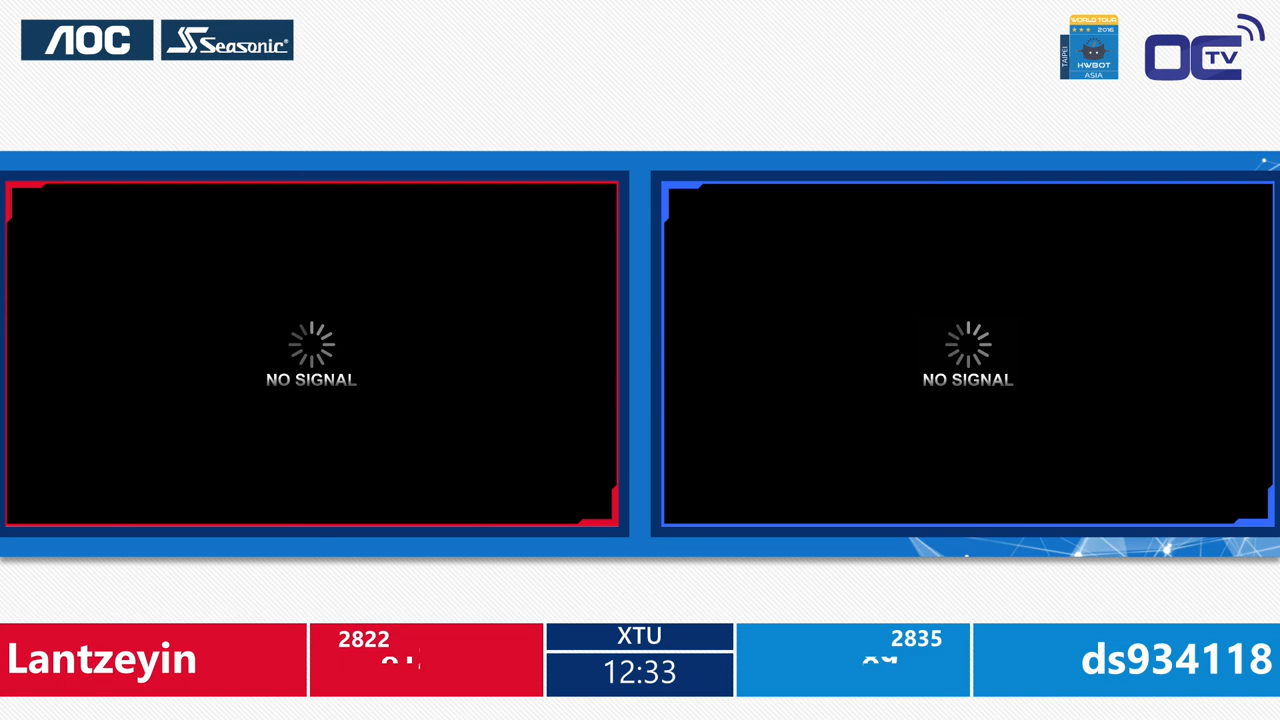 AOC
Seasonic®
WORLD TOUR
2016
TAIPEI
HWBOT
ASIA
OC TV
NO SIGNAL
NO SIGNAL
Lantzeyin
2822
XTU
12:33
2835
ds934118